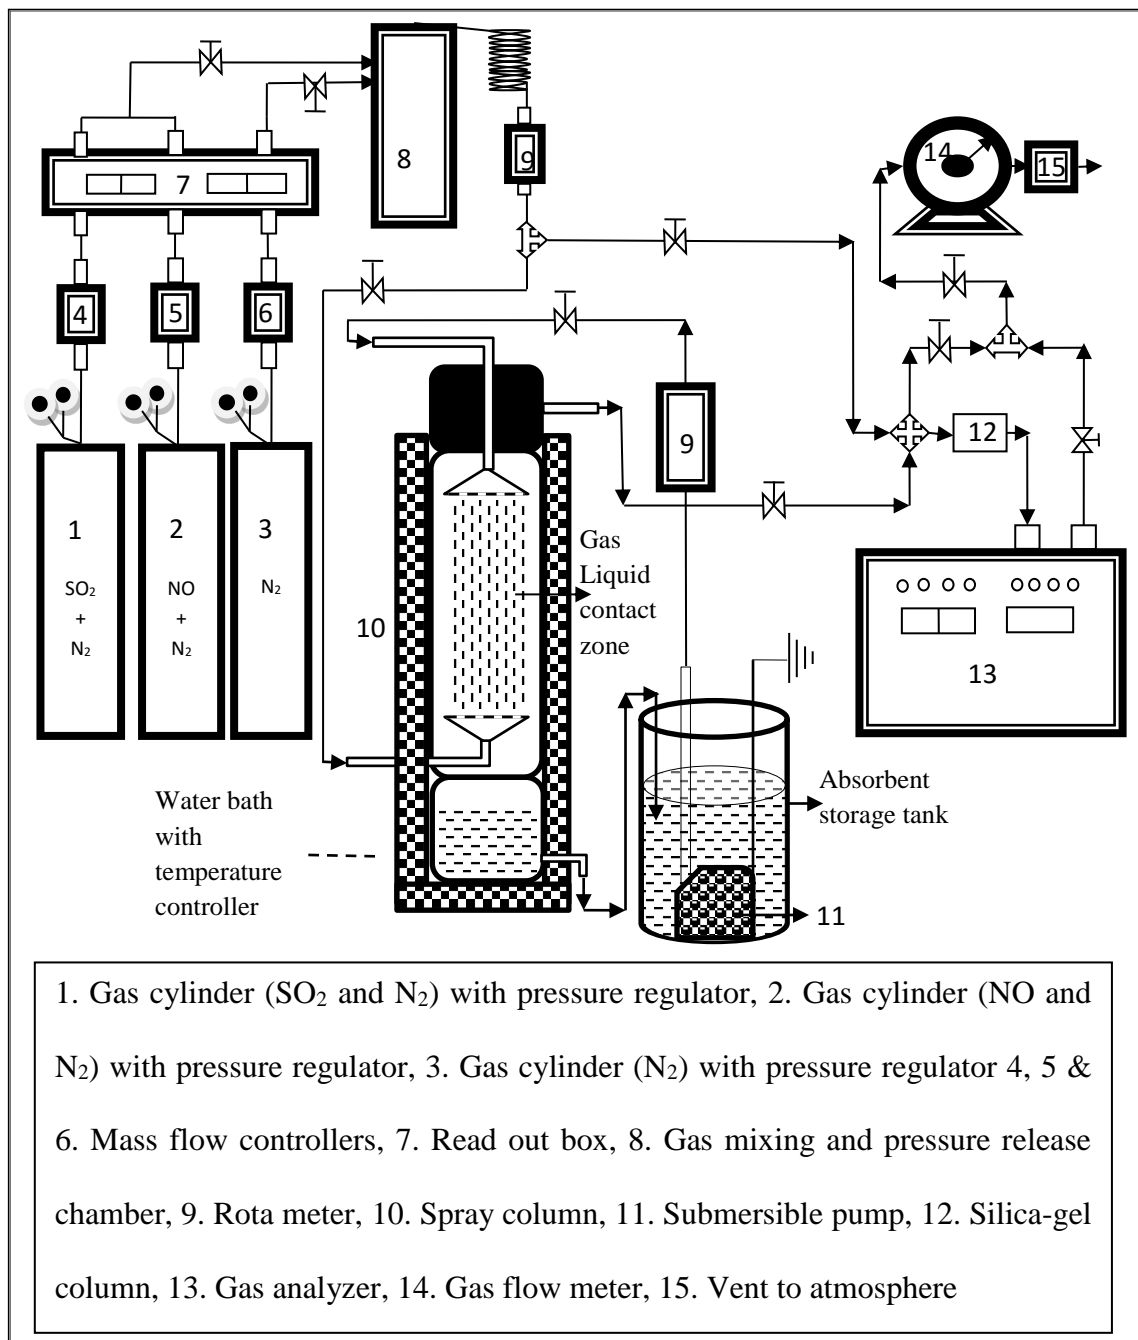 8
9
14
15
7
4
5
6
9
12
1
SO₂
+
N₂
2
NO
+
N₂
3
N₂
Gas
Liquid
contact
zone
10
13
Water bath
with
temperature
controller
Absorbent
storage tank
11
1. Gas cylinder (SO₂ and N₂) with pressure regulator, 2. Gas cylinder (NO and
N₂) with pressure regulator, 3. Gas cylinder (N₂) with pressure regulator 4, 5 &
6. Mass flow controllers, 7. Read out box, 8. Gas mixing and pressure release
chamber, 9. Rota meter, 10. Spray column, 11. Submersible pump, 12. Silica-gel
column, 13. Gas analyzer, 14. Gas flow meter, 15. Vent to atmosphere